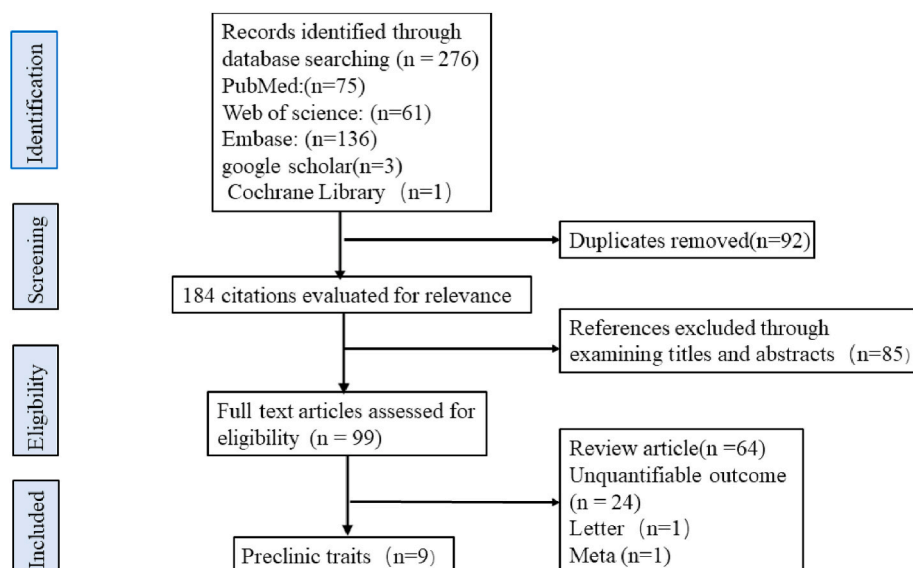 Identification
Records identified through
database searching (n = 276)
PubMed:(n=75)
Web of science: (n=61)
Embase: (n=136)
google scholar(n=3)
Cochrane Library (n=1)
Screening
Duplicates removed(n=92)
184 citations evaluated for relevance
References excluded through
examining titles and abstracts (n=85)
Eligibility
Full text articles assessed for
eligibility (n = 99)
Review article(n =64)
Unquantifiable outcome
(n = 24)
Letter (n=1)
Meta (n=1)
Included
Preclinic traits (n=9)